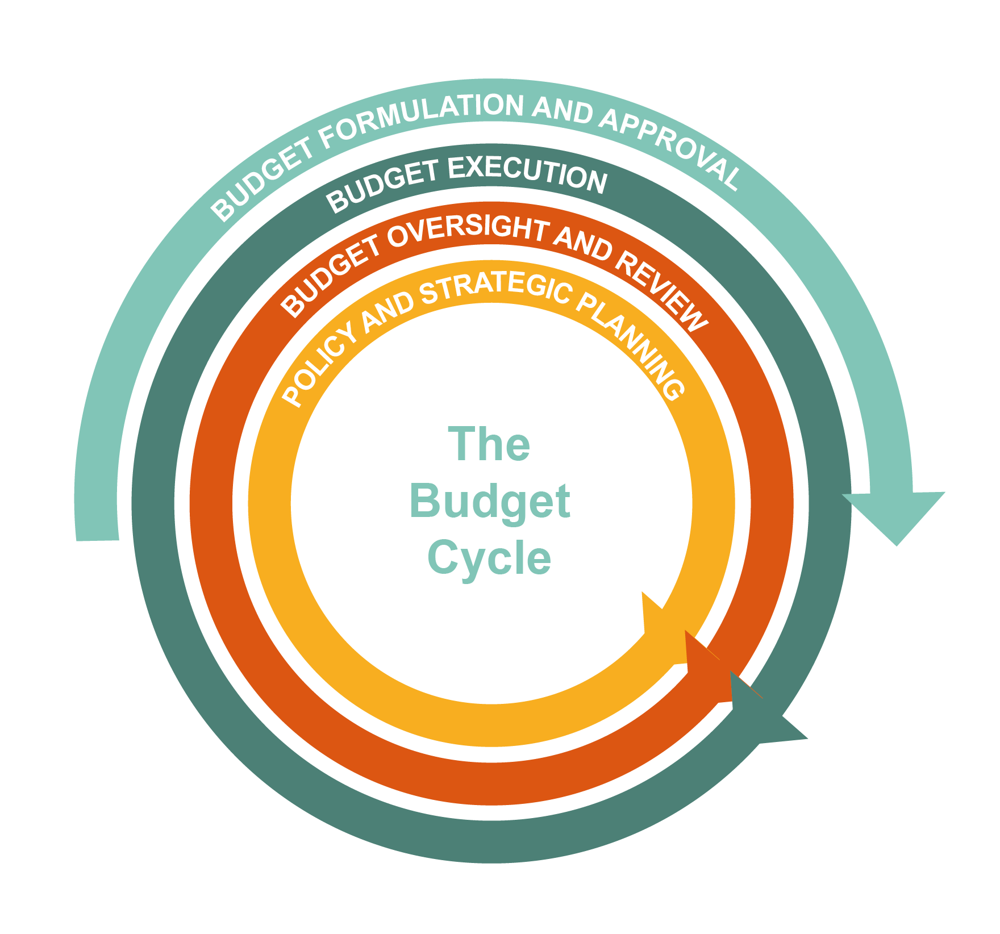 BUDGET FORMULATION AND APPROVAL
BUDGET EXECUTION
BUDGET OVERSIGHT AND REVIEW
POLICY AND STRATEGIC PLANNING
The
Budget
Cycle